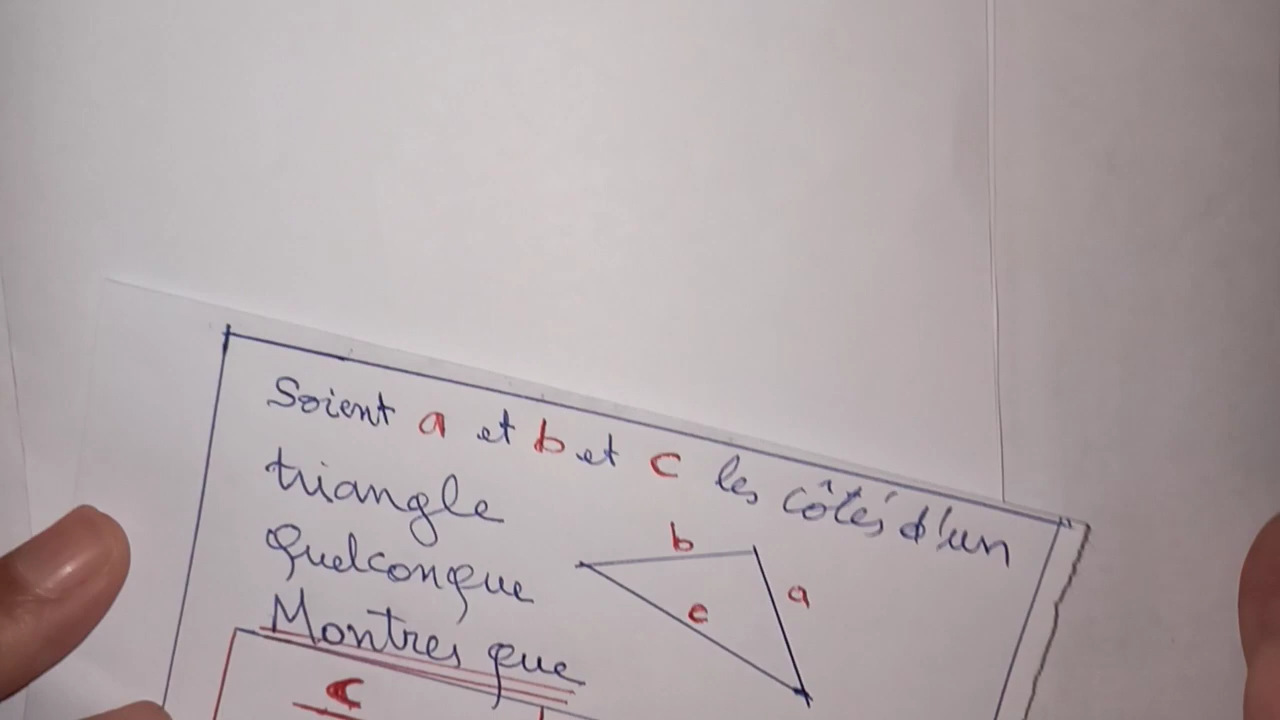 Soient a et b et c les côtés d'un
triangle
quelconque
Montres que
b
a
c
c